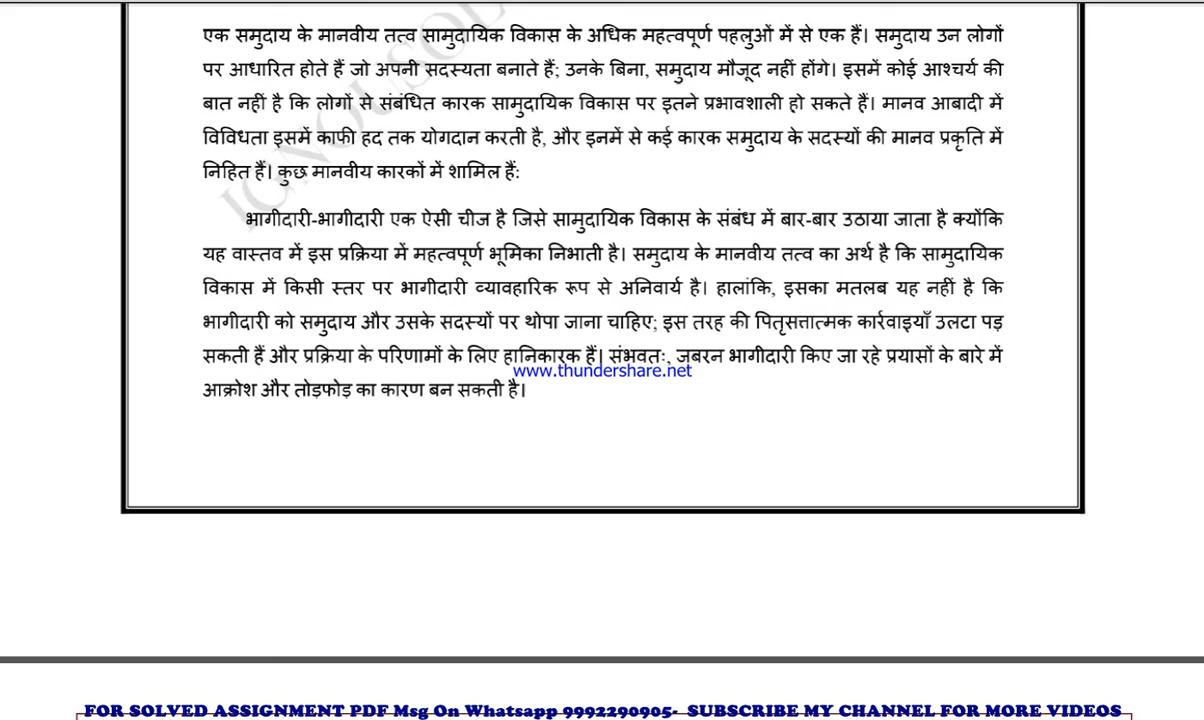 एक समुदाय के मानवीय तत्व सामुदायिक विकास के अधिक महत्वपूर्ण पहलुओं में से एक हैं। समुदाय उन लोगों
पर आधारित होते हैं जो अपनी सदस्यता बनाते हैं; उनके बिना, समुदाय मौजूद नहीं होंगे। इसमें कोई आश्चर्य की
बात नहीं है कि लोगों से संबंधित कारक सामुदायिक विकास पर इतने प्रभावशाली हो सकते हैं। मानव आबादी में
विविधता इसमें काफी हद तक योगदान करती है, और इनमें से कई कारक समुदाय के सदस्यों की मानव प्रकृति में
निहित हैं। कुछ मानवीय कारकों में शामिल हैं:
भागीदारी-भागीदारी एक ऐसी चीज है जिसे सामुदायिक विकास के संबंध में बार-बार उठाया जाता है क्योंकि
यह वास्तव में इस प्रक्रिया में महत्वपूर्ण भूमिका निभाती है। समुदाय के मानवीय तत्व का अर्थ है कि सामुदायिक
विकास में किसी स्तर पर भागीदारी व्यावहारिक रूप से अनिवार्य है। हालांकि, इसका मतलब यह नहीं है कि
भागीदारी को समुदाय और उसके सदस्यों पर थोपा जाना चाहिए; इस तरह की पितृसत्तात्मक कार्रवाइयाँ उलटा पड़
सकती हैं और प्रक्रिया के परिणामों के लिए हानिकारक हैं। संभवतः, जबरन भागीदारी किए जा रहे प्रयासों के बारे में
www.thundershare.net
आक्रोश और तोड़फोड़ का कारण बन सकती है।
IGNOUSOL
FOR SOLVED ASSIGNMENT PDF Msg On Whatsapp 9992290905- SUBSCRIBE MY CHANNEL FOR MORE VIDEOS